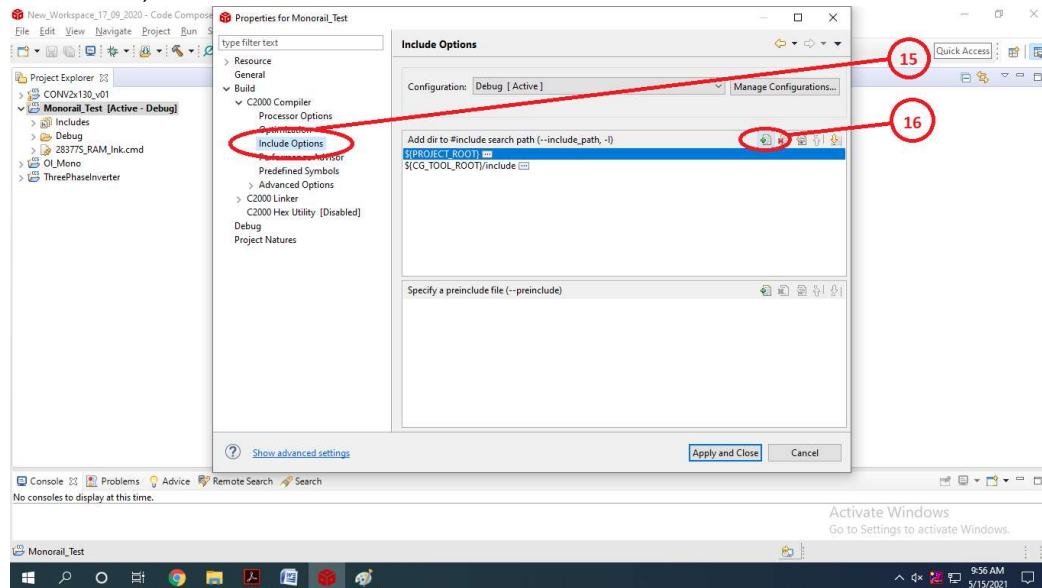 New_Workspace_17_09_2020 - Code Compose
File Edit View Navigate Project Run S
Quick Access
Project Explorer
CONV2x130_v01
Monorail_Test [Active - Debug]
Includes
Debug
28377S_RAM_lnk.cmd
OI_Mono
ThreePhaseInverter
Properties for Monorail_Test
type filter text
Resource
General
Build
C2000 Compiler
Processor Options
Optimization
Include Options
Performance Advisor
Predefined Symbols
Advanced Options
C2000 Linker
C2000 Hex Utility [Disabled]
Debug
Project Natures
Include Options
Configuration: Debug [ Active ]
Manage Configurations...
Add dir to #include search path (--include_path, -I)
${PROJECT_ROOT}
${CG_TOOL_ROOT}/include
Specify a preinclude file (--preinclude)
Show advanced settings
Apply and Close
Cancel
15
16
Console Problems Advice Remote Search Search
No consoles to display at this time.
Activate Windows
Go to Settings to activate Windows.
Monorail_Test
9:56 AM
5/15/2021